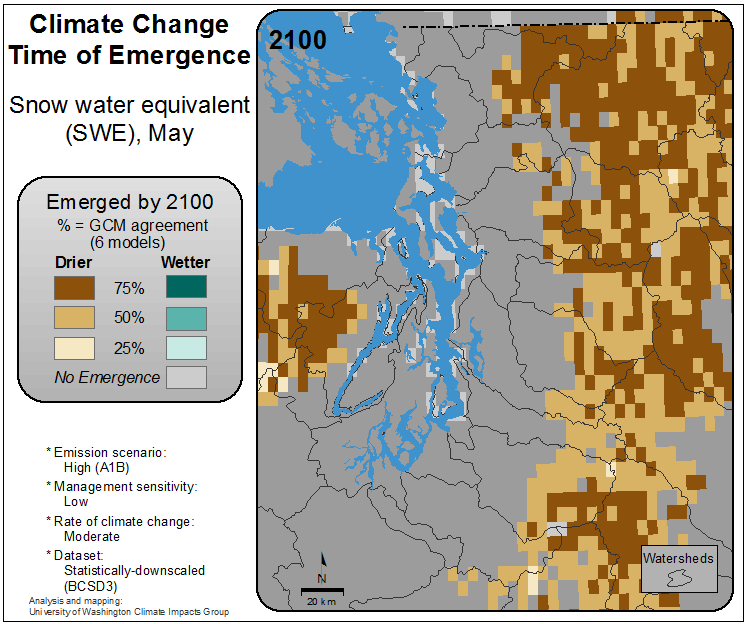 Climate Change
Time of Emergence
Snow water equivalent
(SWE), May
Emerged by 2100
% = GCM agreement
(6 models)
Drier Wetter
75%
50%
25%
No Emergence
* Emission scenario:
High (A1B)
* Management sensitivity:
Low
* Rate of climate change:
Moderate
* Dataset:
Statistically-downscaled
(BCSD3)
Analysis and mapping:
University of Washington Climate Impacts Group
2100
N
20 km
Watersheds